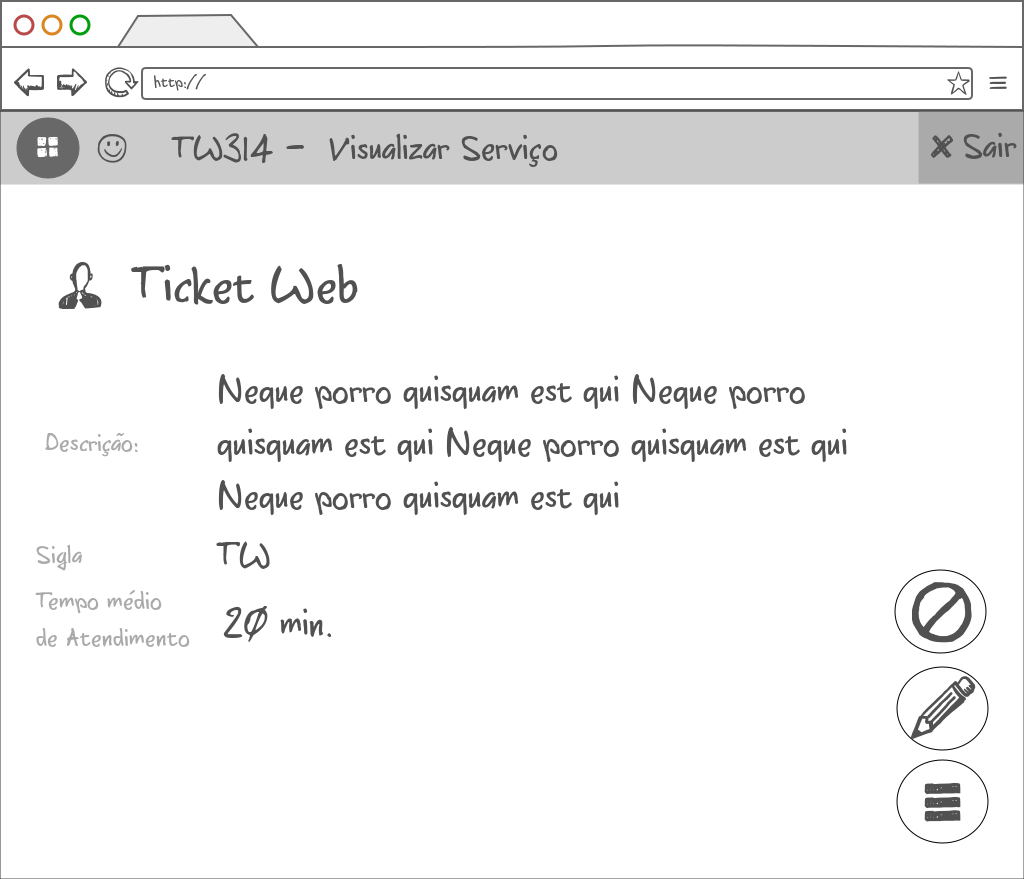 http://
TW314 - Visualizar Serviço
Sair
Ticket Web
Descrição:
Neque porro quisquam est qui Neque porro
quisquam est qui Neque porro quisquam est qui
Neque porro quisquam est qui
Sigla
TW
Tempo médio
de Atendimento
20 min.